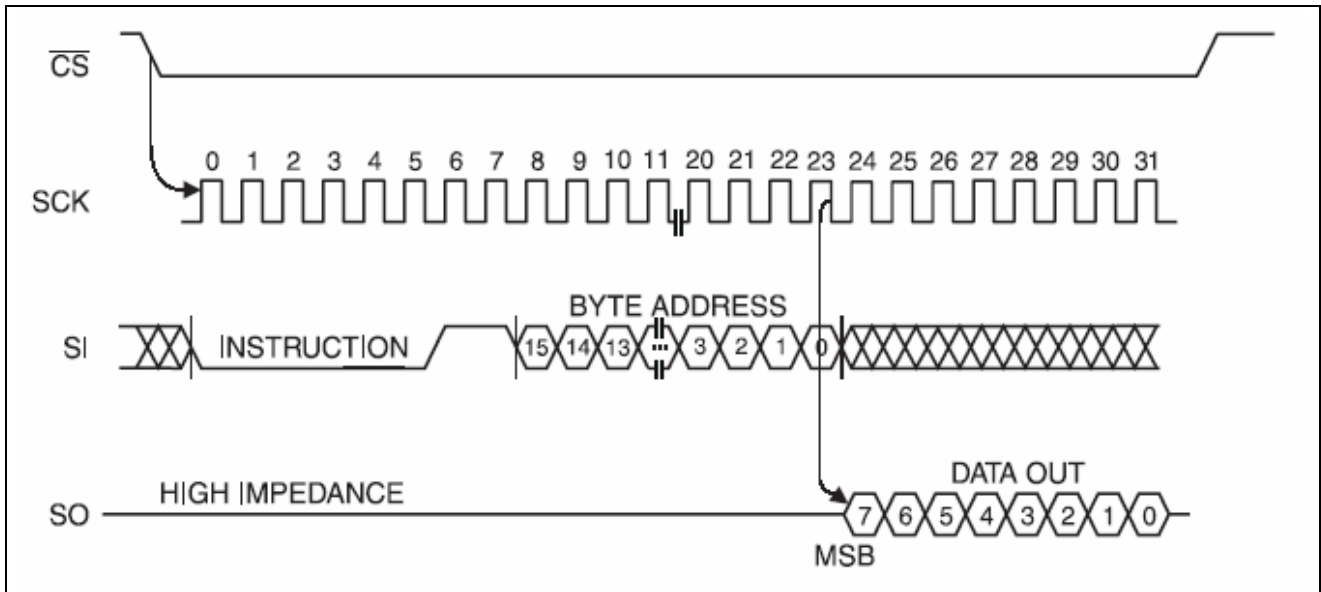 CS
0 1 2 3 4 5 6 7 8 9 10 11 20 21 22 23 24 25 26 27 28 29 30 31
SCK
BYTE ADDRESS
SI INSTRUCTION 15 14 13 ... 3 2 1 0
DATA OUT
HIGH IMPEDANCE
SO 7 6 5 4 3 2 1 0
MSB